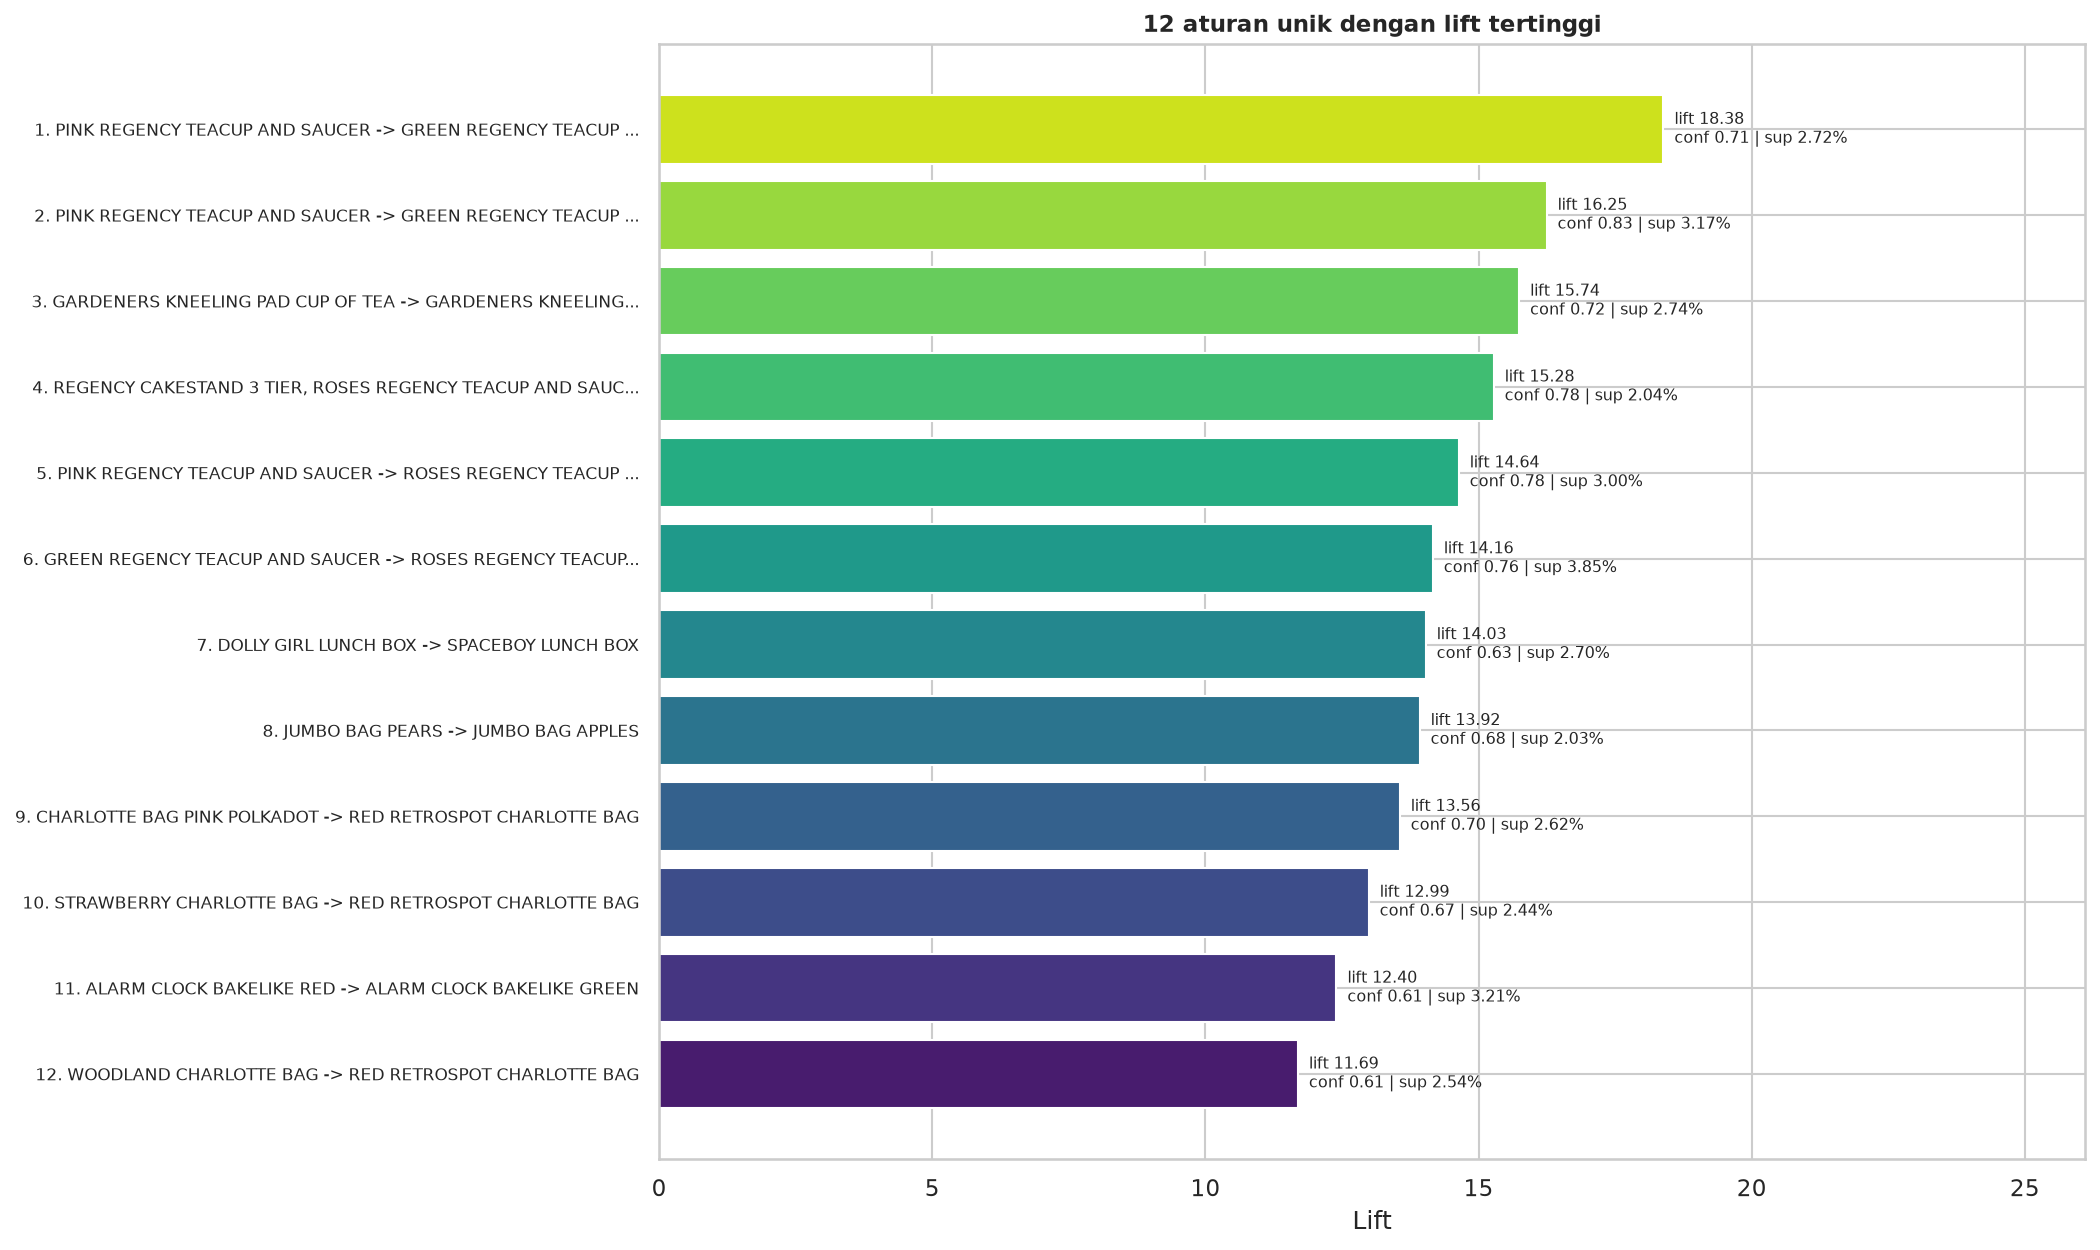 12 aturan unik dengan lift tertinggi
1. PINK REGENCY TEACUP AND SAUCER -> GREEN REGENCY TEACUP ...
lift 18.38
conf 0.71 | sup 2.72%
2. PINK REGENCY TEACUP AND SAUCER -> GREEN REGENCY TEACUP ...
lift 16.25
conf 0.83 | sup 3.17%
3. GARDENERS KNEELING PAD CUP OF TEA -> GARDENERS KNEELING...
lift 15.74
conf 0.72 | sup 2.74%
4. REGENCY CAKESTAND 3 TIER, ROSES REGENCY TEACUP AND SAUC...
lift 15.28
conf 0.78 | sup 2.04%
5. PINK REGENCY TEACUP AND SAUCER -> ROSES REGENCY TEACUP ...
lift 14.64
conf 0.78 | sup 3.00%
6. GREEN REGENCY TEACUP AND SAUCER -> ROSES REGENCY TEACUP...
lift 14.16
conf 0.76 | sup 3.85%
7. DOLLY GIRL LUNCH BOX -> SPACEBOY LUNCH BOX
lift 14.03
conf 0.63 | sup 2.70%
8. JUMBO BAG PEARS -> JUMBO BAG APPLES
lift 13.92
conf 0.68 | sup 2.03%
9. CHARLOTTE BAG PINK POLKADOT -> RED RETROSPOT CHARLOTTE BAG
lift 13.56
conf 0.70 | sup 2.62%
10. STRAWBERRY CHARLOTTE BAG -> RED RETROSPOT CHARLOTTE BAG
lift 12.99
conf 0.67 | sup 2.44%
11. ALARM CLOCK BAKELIKE RED -> ALARM CLOCK BAKELIKE GREEN
lift 12.40
conf 0.61 | sup 3.21%
12. WOODLAND CHARLOTTE BAG -> RED RETROSPOT CHARLOTTE BAG
lift 11.69
conf 0.61 | sup 2.54%
0 5 10 15 20 25
Lift